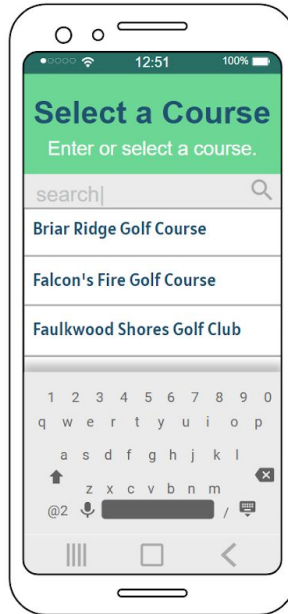 12:51 100%
Select a Course
Enter or select a course.
search|
Briar Ridge Golf Course
Falcon's Fire Golf Course
Faulkwood Shores Golf Club
1 2 3 4 5 6 7 8 9 0
q w e r t y u i o p
a s d f g h j k l
z x c v b n m
@2 /